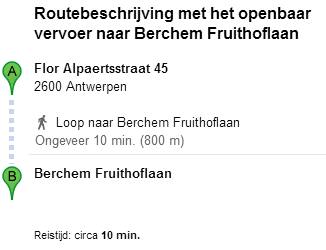 Routebeschrijving met het openbaar
vervoer naar Berchem Fruithoflaan
A Flor Alpaertsstraat 45
2600 Antwerpen
Loop naar Berchem Fruithoflaan
Ongeveer 10 min. (800 m)
B Berchem Fruithoflaan
Reistijd: circa 10 min.